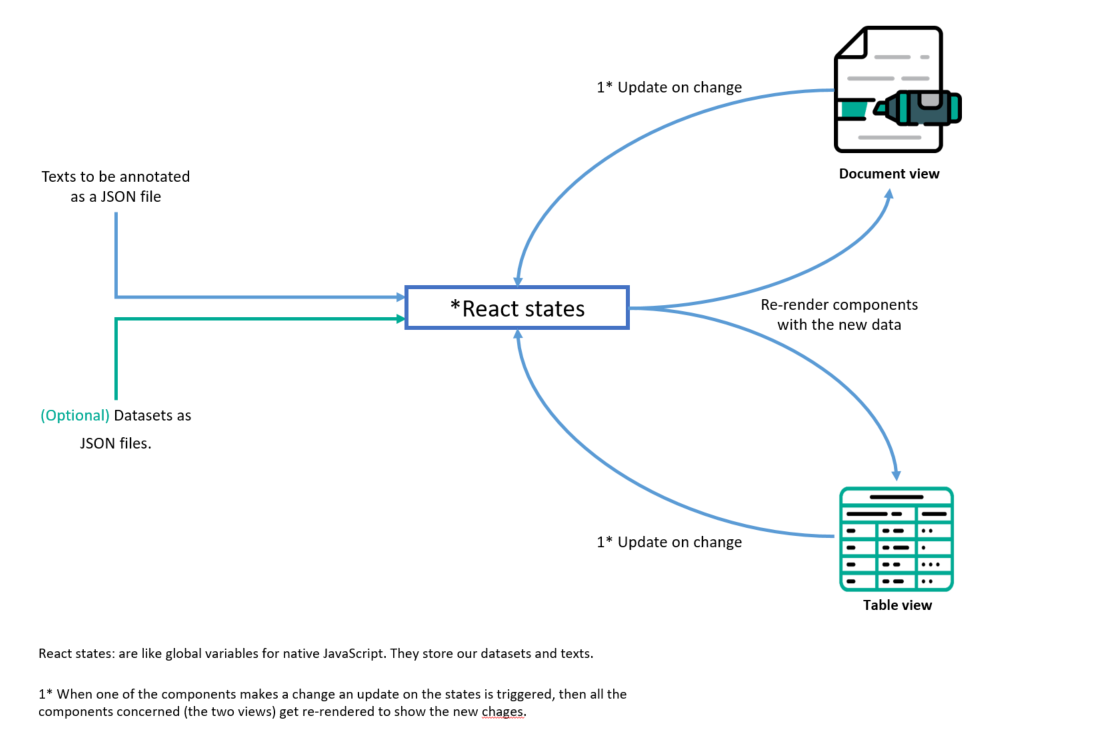 1* Update on change
Document view
Texts to be annotated
as a JSON file
*React states
Re-render components
with the new data
(Optional) Datasets as
JSON files.
1* Update on change
Table view
React states: are like global variables for native JavaScript. They store our datasets and texts.
1* When one of the components makes a change an update on the states is triggered, then all the
components concerned (the two views) get re-rendered to show the new chages.